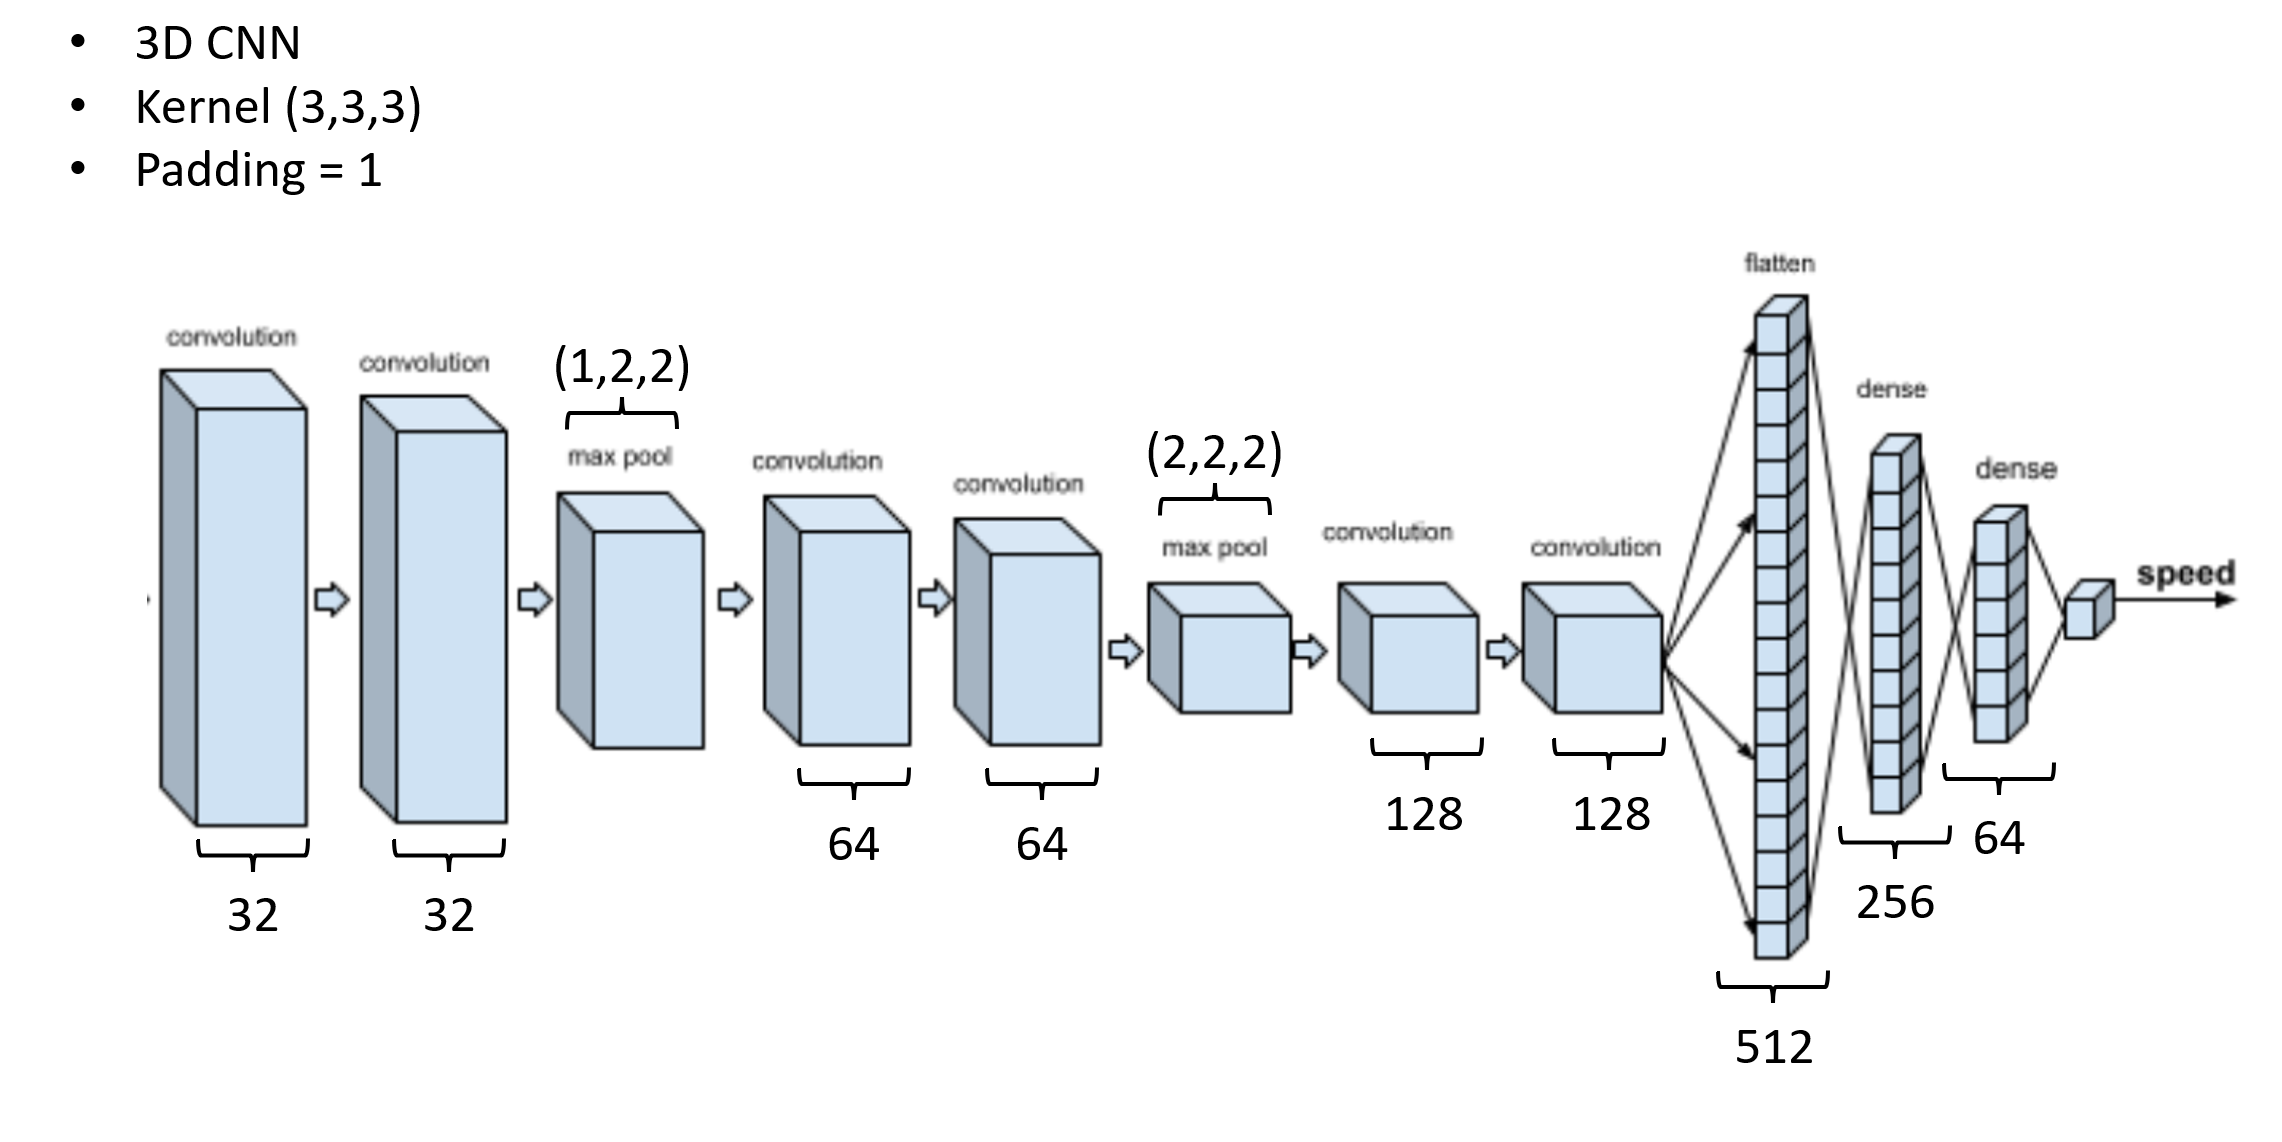 • 3D CNN
• Kernel (3,3,3)
• Padding = 1
convolution
32
convolution
32
(1,2,2)
max pool
convolution
64
convolution
64
(2,2,2)
max pool
convolution
128
convolution
128
flatten
512
dense
256
dense
64
speed